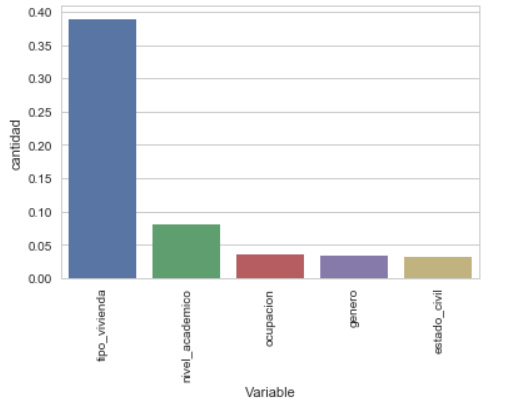 cantidad
0.40
0.35
0.30
0.25
0.20
0.15
0.10
0.05
0.00
tipo_vivienda
nivel_academico
ocupacion
genero
estado_civil
Variable